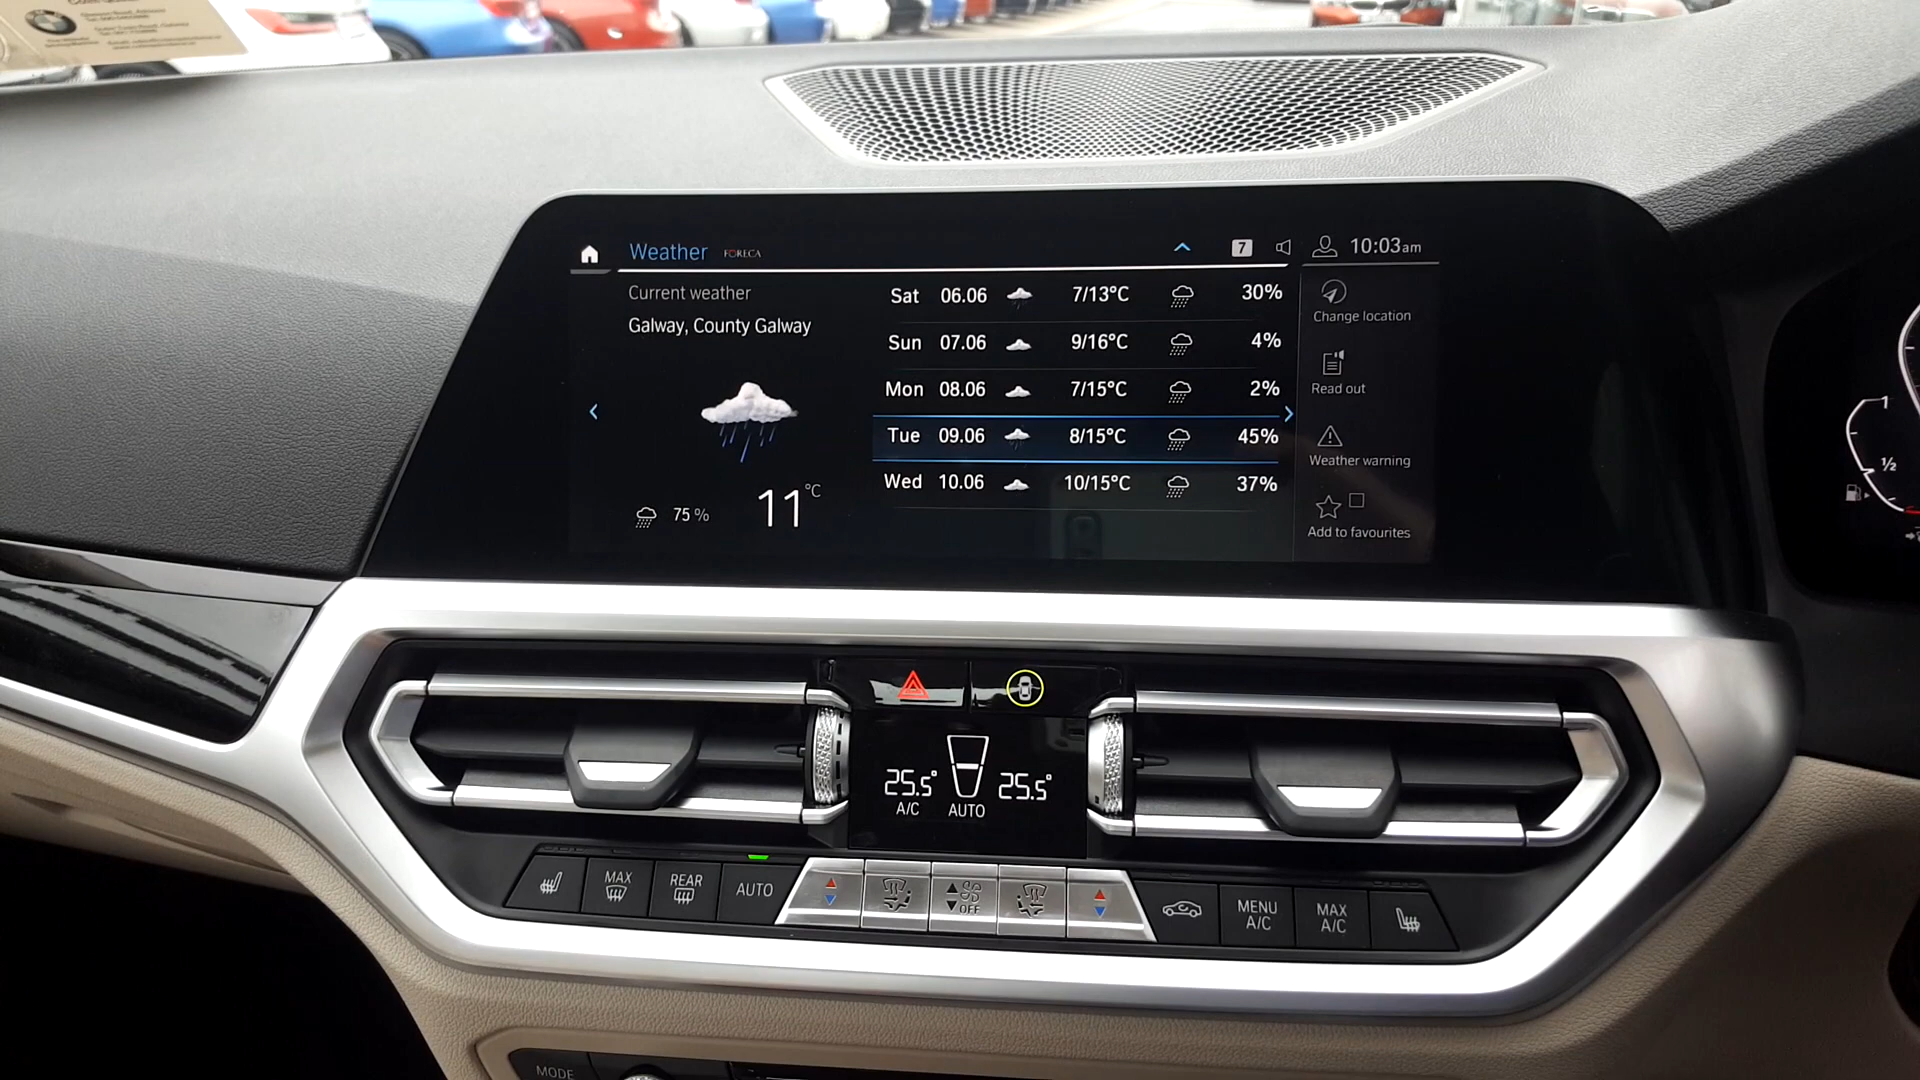 Weather FORECA
7
10:03am
Current weather
Galway, County Galway
75 %
11°C
Sat 06.06 7/13°C 30%
Sun 07.06 9/16°C 4%
Mon 08.06 7/15°C 2%
Tue 09.06 8/15°C 45%
Wed 10.06 10/15°C 37%
Change location
Read out
Weather warning
Add to favourites
1
1/2
25.5° 25.5°
A/C AUTO
MAX
REAR
AUTO
OFF
MENU
A/C
MAX
A/C
MODE